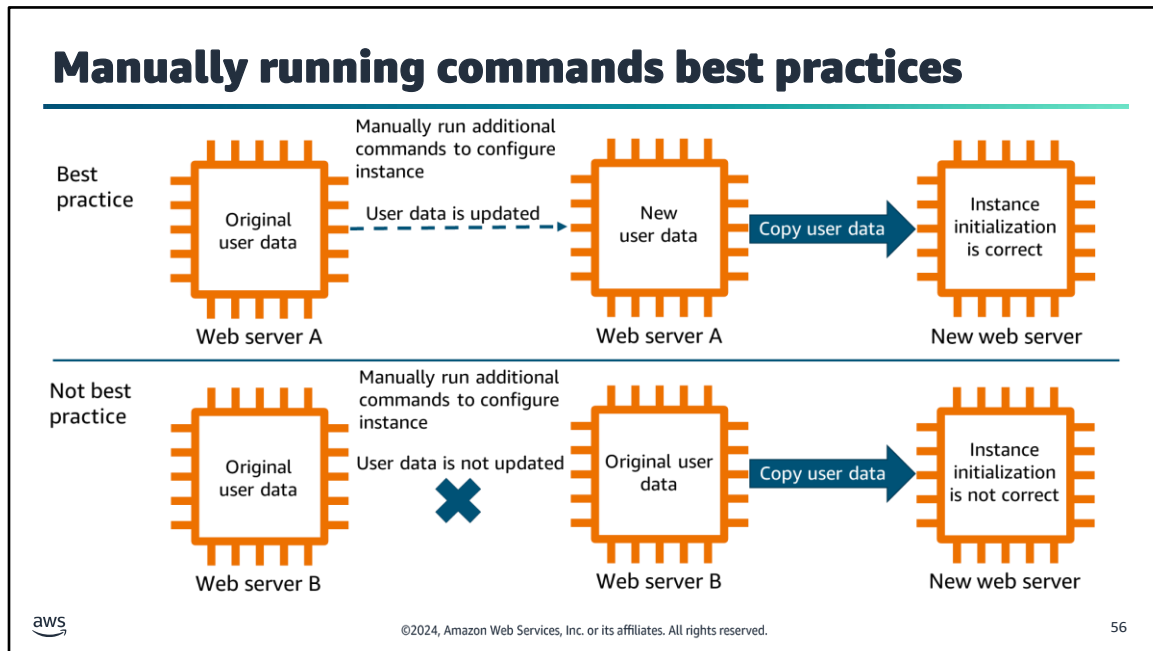 Manually running commands best practices
Best
practice
Manually run additional
commands to configure
instance
User data is updated
Original
user data
New
user data
Copy user data
Instance
initialization
is correct
Web server A
Web server A
New web server
Not best
practice
Manually run additional
commands to configure
instance
User data is not updated
Original
user data
Original user
data
Copy user data
Instance
initialization
is not correct
Web server B
Web server B
New web server
aws
©2024, Amazon Web Services, Inc. or its affiliates. All rights reserved.
56